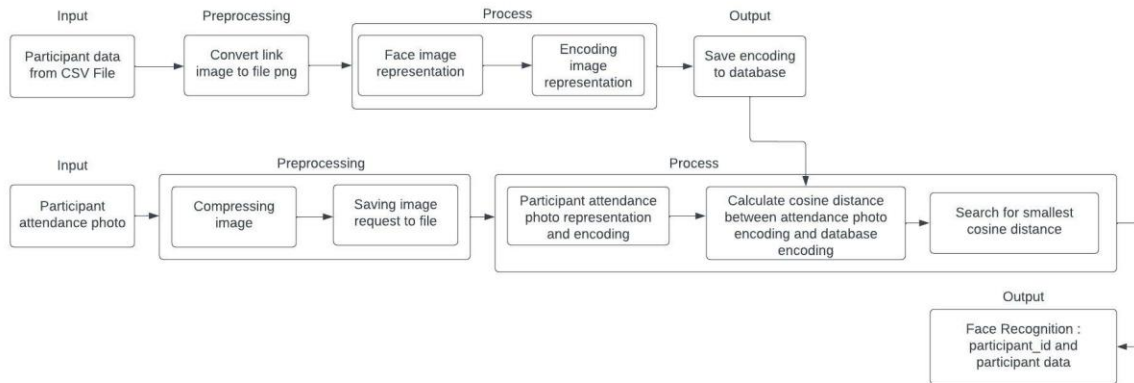 Input
Preprocessing
Process
Output
Participant data
from CSV File
Convert link
image to file png
Face image
representation
Encoding
image
representation
Save encoding
to database
Input
Preprocessing
Process
Participant
attendance photo
Compressing
image
Saving image
request to file
Participant attendance
photo representation
and encoding
Calculate cosine distance
between attendance photo
encoding and database
encoding
Search for smallest
cosine distance
Output
Face Recognition :
participant_id and
participant data